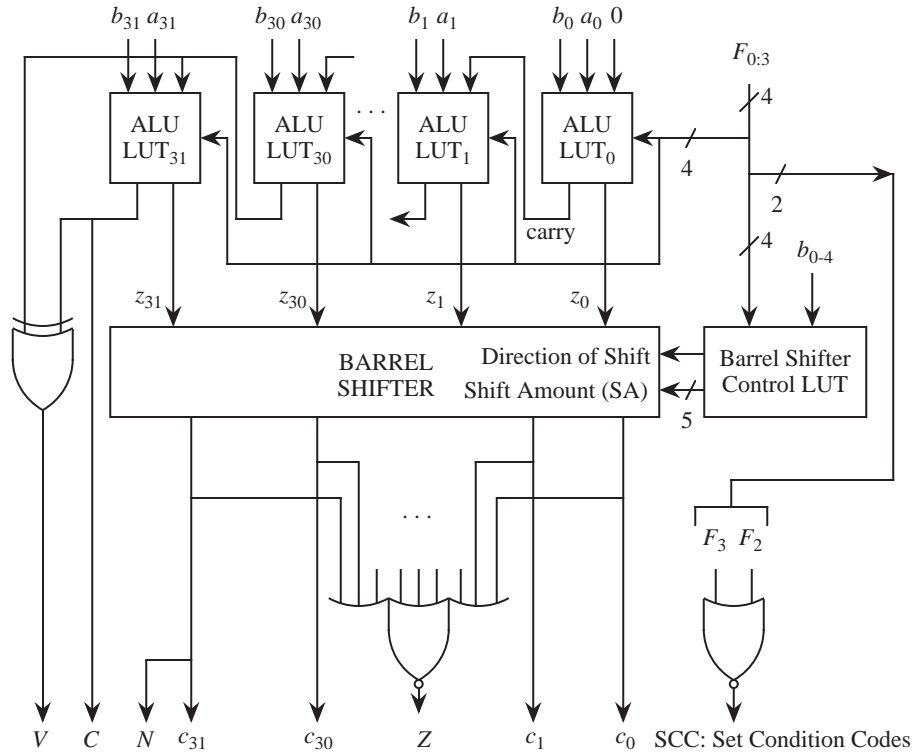 b31 a31 b30 a30 b1 a1 b0 a0 0
F0:3
4
ALU LUT31
ALU LUT30
. . .
ALU LUT1
ALU LUT0
4
2
carry
4
b0-4
z31 z30 z1 z0
BARREL SHIFTER
Direction of Shift
Shift Amount (SA)
5
Barrel Shifter
Control LUT
. . .
F3 F2
V C N c31 c30 Z c1 c0 SCC: Set Condition Codes